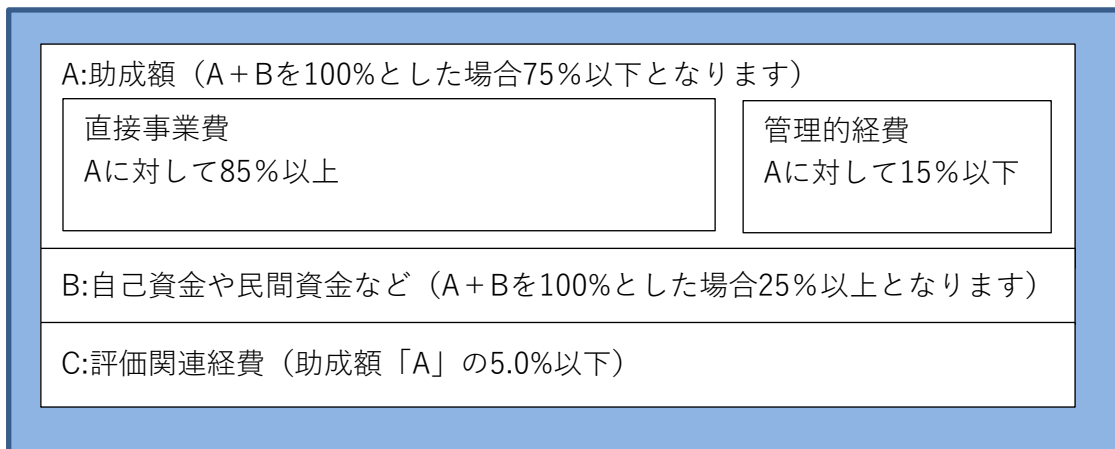 A:助成額（A＋Bを100%とした場合75％以下となります）
直接事業費
Aに対して85％以上
管理的経費
Aに対して15％以下
B:自己資金や民間資金など（A＋Bを100%とした場合25％以上となります）
C:評価関連経費（助成額「A」の5.0%以下）